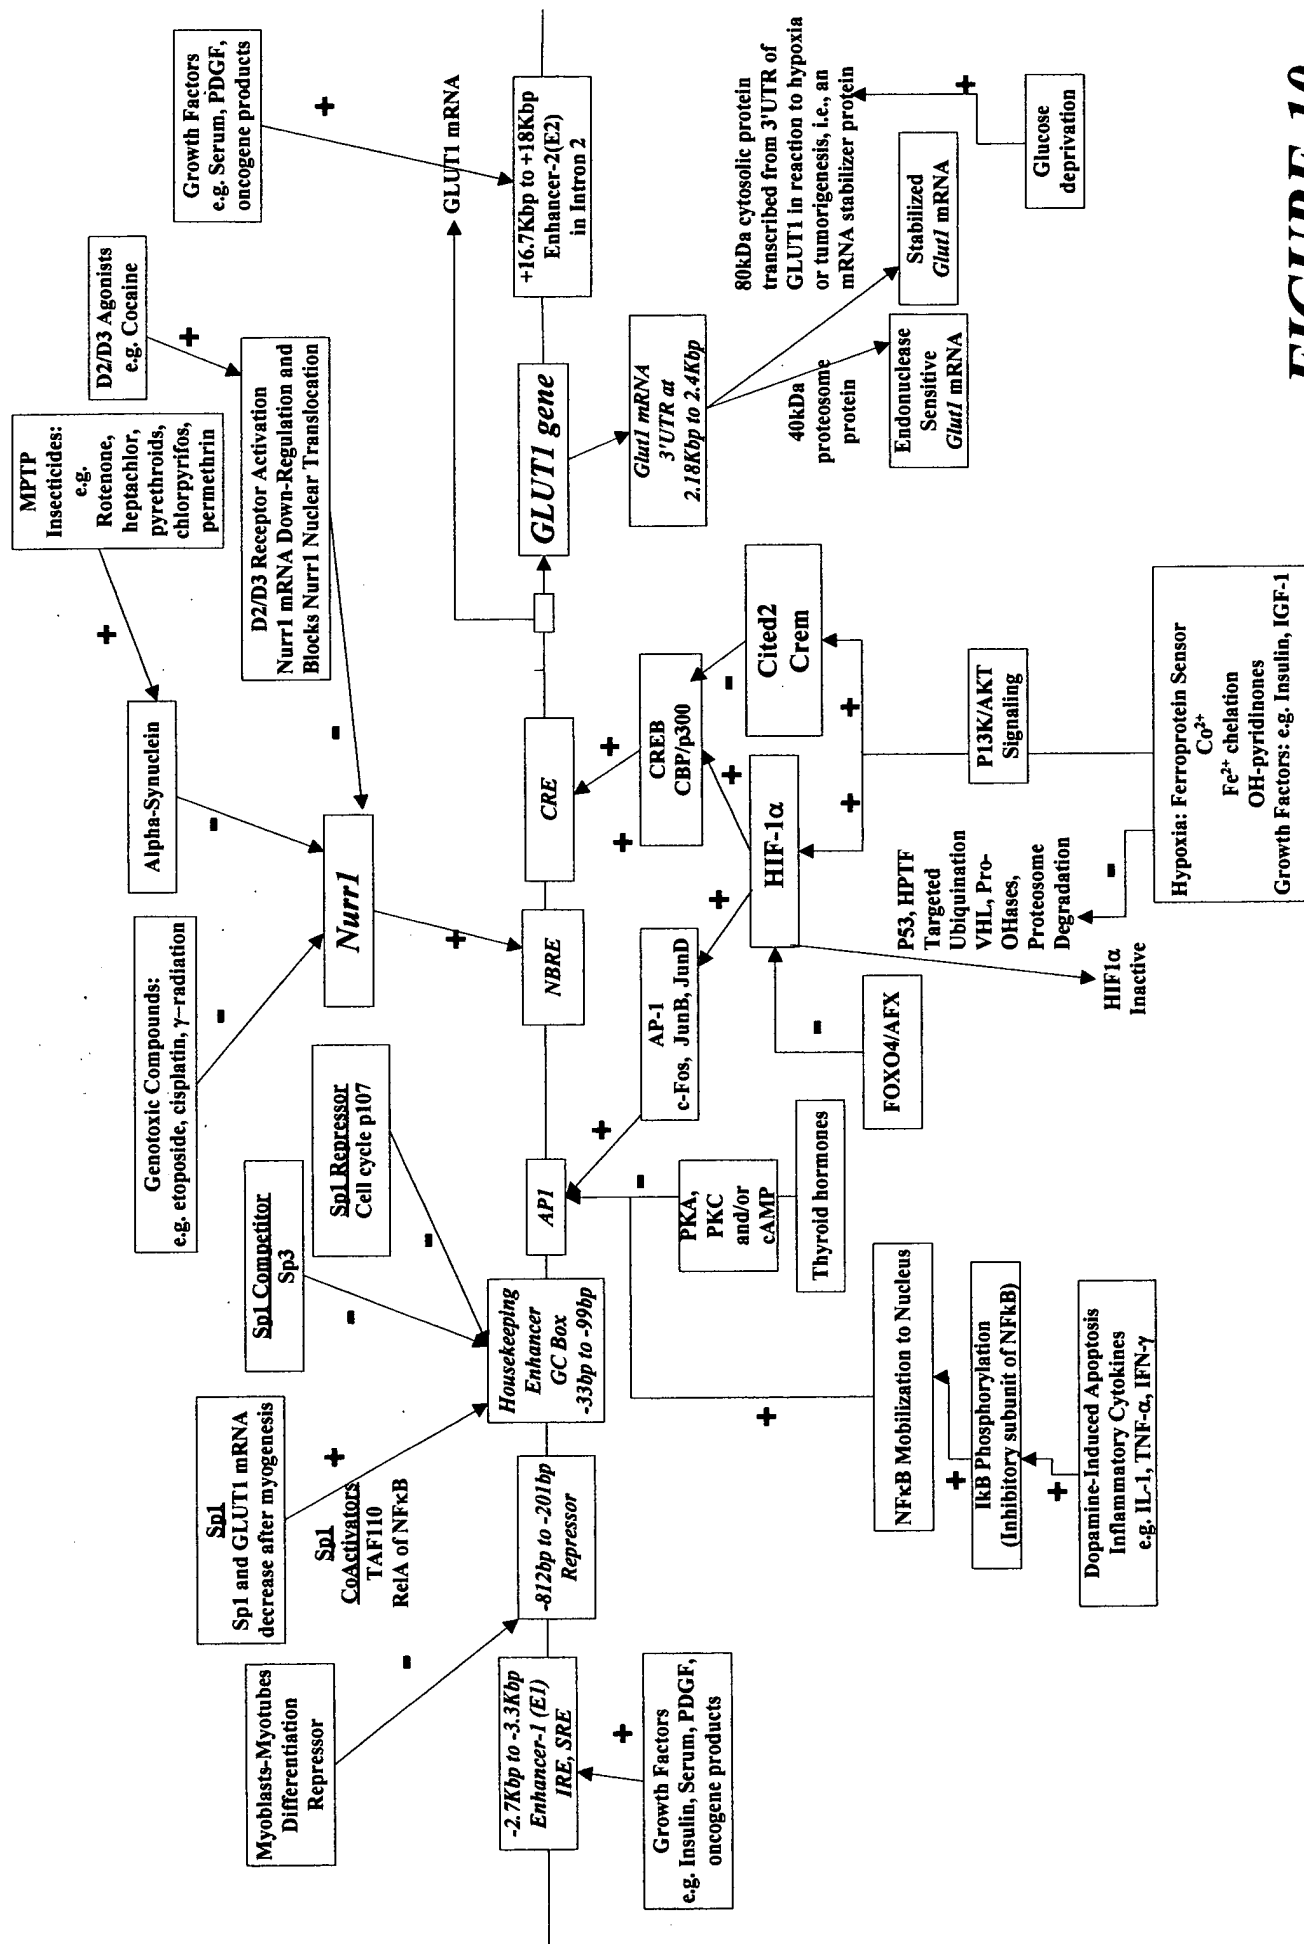 MPTP
Insecticides:
e.g.
Rotenone,
heptachlor,
pyrethroids,
chlorpyrifos,
permethrin
D2/D3 Agonists
e.g. Cocaine
Growth Factors
e.g. Serum, PDGF,
oncogene products
+
+
+
Alpha-Synuclein
D2/D3 Receptor Activation
Nurr1 mRNA Down-Regulation and
Blocks Nurr1 Nuclear Translocation
Genotoxic Compounds:
e.g. etoposide, cisplatin, γ–radiation
-
-
-
Nurr1
Sp1
Sp1 and GLUT1 mRNA
decrease after myogenesis
Sp1 Competitor
Sp3
Sp1 Repressor
Cell cycle p107
Myoblasts-Myotubes
Differentiation
Repressor
-
+
-
-
+
Sp1
CoActivators
TAF110
RelA of NFκB
GLUT1 mRNA
-2.7Kbp to -3.3Kbp
Enhancer-1 (E1)
IRE, SRE
-812bp to -201bp
Repressor
Housekeeping
Enhancer
GC Box
-33bp to -99bp
AP1
NBRE
CRE
GLUT1 gene
+16.7Kbp to +18Kbp
Enhancer-2(E2)
in Intron 2
+
Growth Factors
e.g. Insulin, Serum, PDGF,
oncogene products
+
-
+
+
+
+
-
AP-1
c-Fos, JunB, JunD
CREB
CBP/p300
Cited2
Crem
HIF-1α
PKA,
PKC
and/or
cAMP
Thyroid hormones
-
FOXO4/AFX
+
+
P13K/AKT
Signaling
P53, HPTF
Targeted
Ubiquination
VHL, Pro-
OHases,
Proteosome
Degradation
-
HIF1α
Inactive
Hypoxia: Ferroprotein Sensor
Co2+
Fe2+ chelation
OH-pyridinones
Growth Factors: e.g. Insulin, IGF-1
+
NFκB Mobilization to Nucleus
+
IkB Phosphorylation
(Inhibitory subunit of NFkB)
+
Dopamine-Induced Apoptosis
Inflammatory Cytokines
e.g. IL-1, TNF-α, IFN-γ
Glut1 mRNA
3'UTR at
2.18Kbp to 2.4Kbp
40kDa
proteosome
protein
Endonuclease
Sensitive
Glut1 mRNA
Stabilized
Glut1 mRNA
80kDa cytosolic protein
transcribed from 3'UTR of
GLUT1 in reaction to hypoxia
or tumorigenesis, i.e., an
mRNA stabilizer protein
+
Glucose
deprivation
FIGURE 10